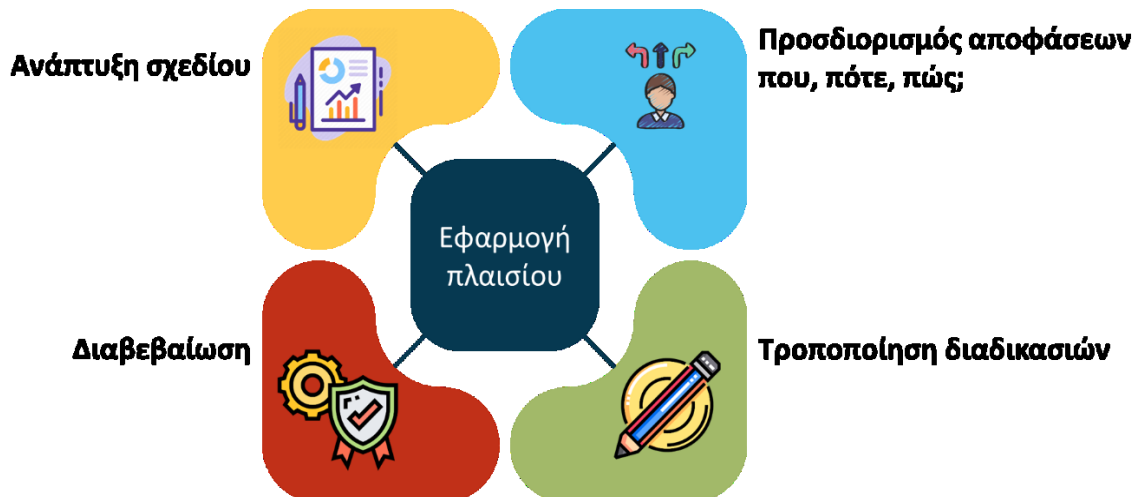 Ανάπτυξη σχεδίου
Προσδιορισμός αποφάσεων
που, πότε, πώς;
Εφαρμογή
πλαισίου
Διαβεβαίωση
Τροποποίηση διαδικασιών